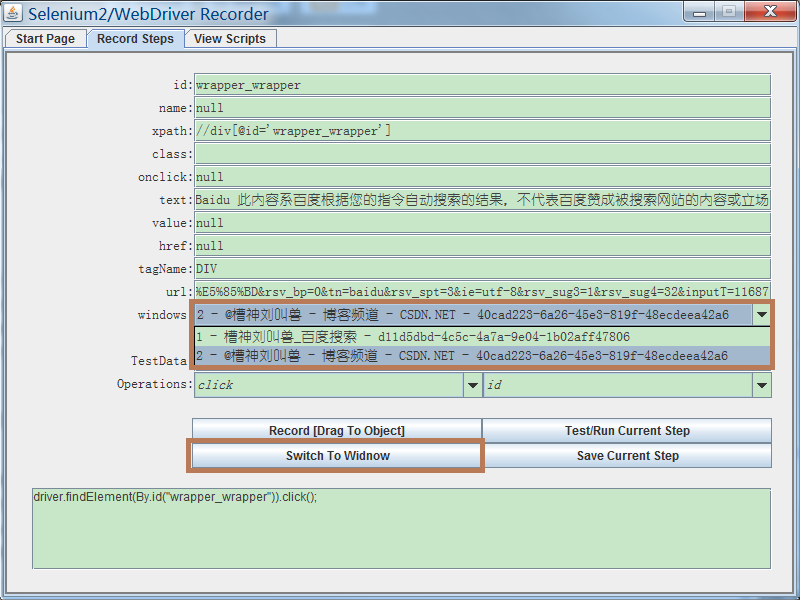 Selenium2/WebDriver Recorder
Start Page Record Steps View Scripts
id: wrapper_wrapper
name: null
xpath: //div[@id='wrapper_wrapper']
class:
onclick: null
text: Baidu 此内容系百度根据您的指令自动搜索的结果，不代表百度赞成被搜索网站的内容或立场
value: null
href: null
tagName: DIV
url: %E5%85%BD&rsv_bp=0&tn=baidu&rsv_spt=3&ie=utf-8&rsv_sug3=1&rsv_sug4=32&inputT=11687
windows: 2 - @槽神刘叫兽 - 博客频道 - CSDN.NET - 40cad223-6a26-45e3-819f-48ecdeea42a6
1 - 槽神刘叫兽_百度搜索 - d11d5dbd-4c5c-4a7a-9e04-1b02aff47806
2 - @槽神刘叫兽 - 博客频道 - CSDN.NET - 40cad223-6a26-45e3-819f-48ecdeea42a6
TestData
Operations: click id
Record [Drag To Object] Test/Run Current Step
Switch To Widnow Save Current Step
driver.findElement(By.id("wrapper_wrapper")).click();